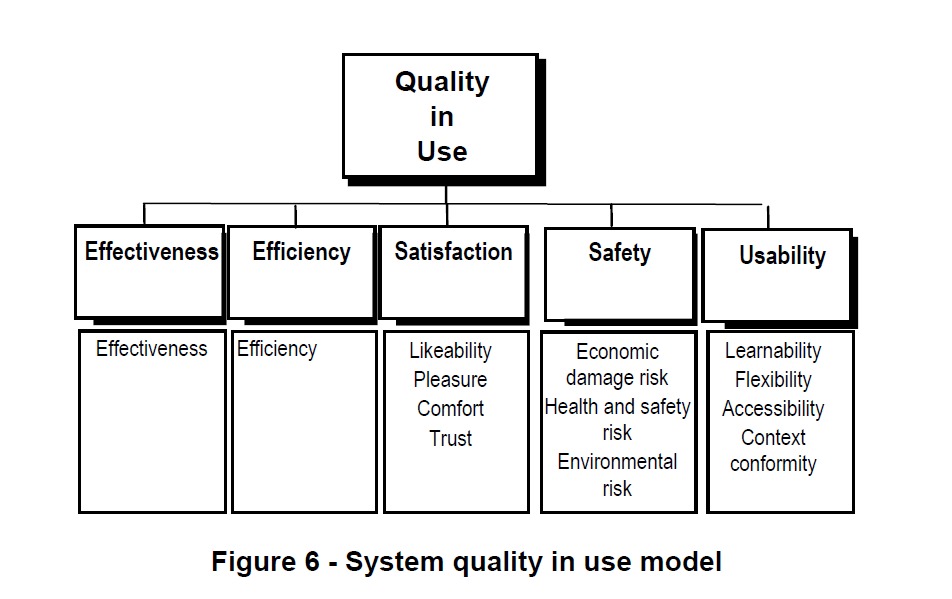 Quality
in
Use
Effectiveness
Efficiency
Satisfaction
Safety
Usability
Effectiveness
Efficiency
Likeability
Pleasure
Comfort
Trust
Economic
damage risk
Health and safety
risk
Environmental
risk
Learnability
Flexibility
Accessibility
Context
conformity
Figure 6 - System quality in use model